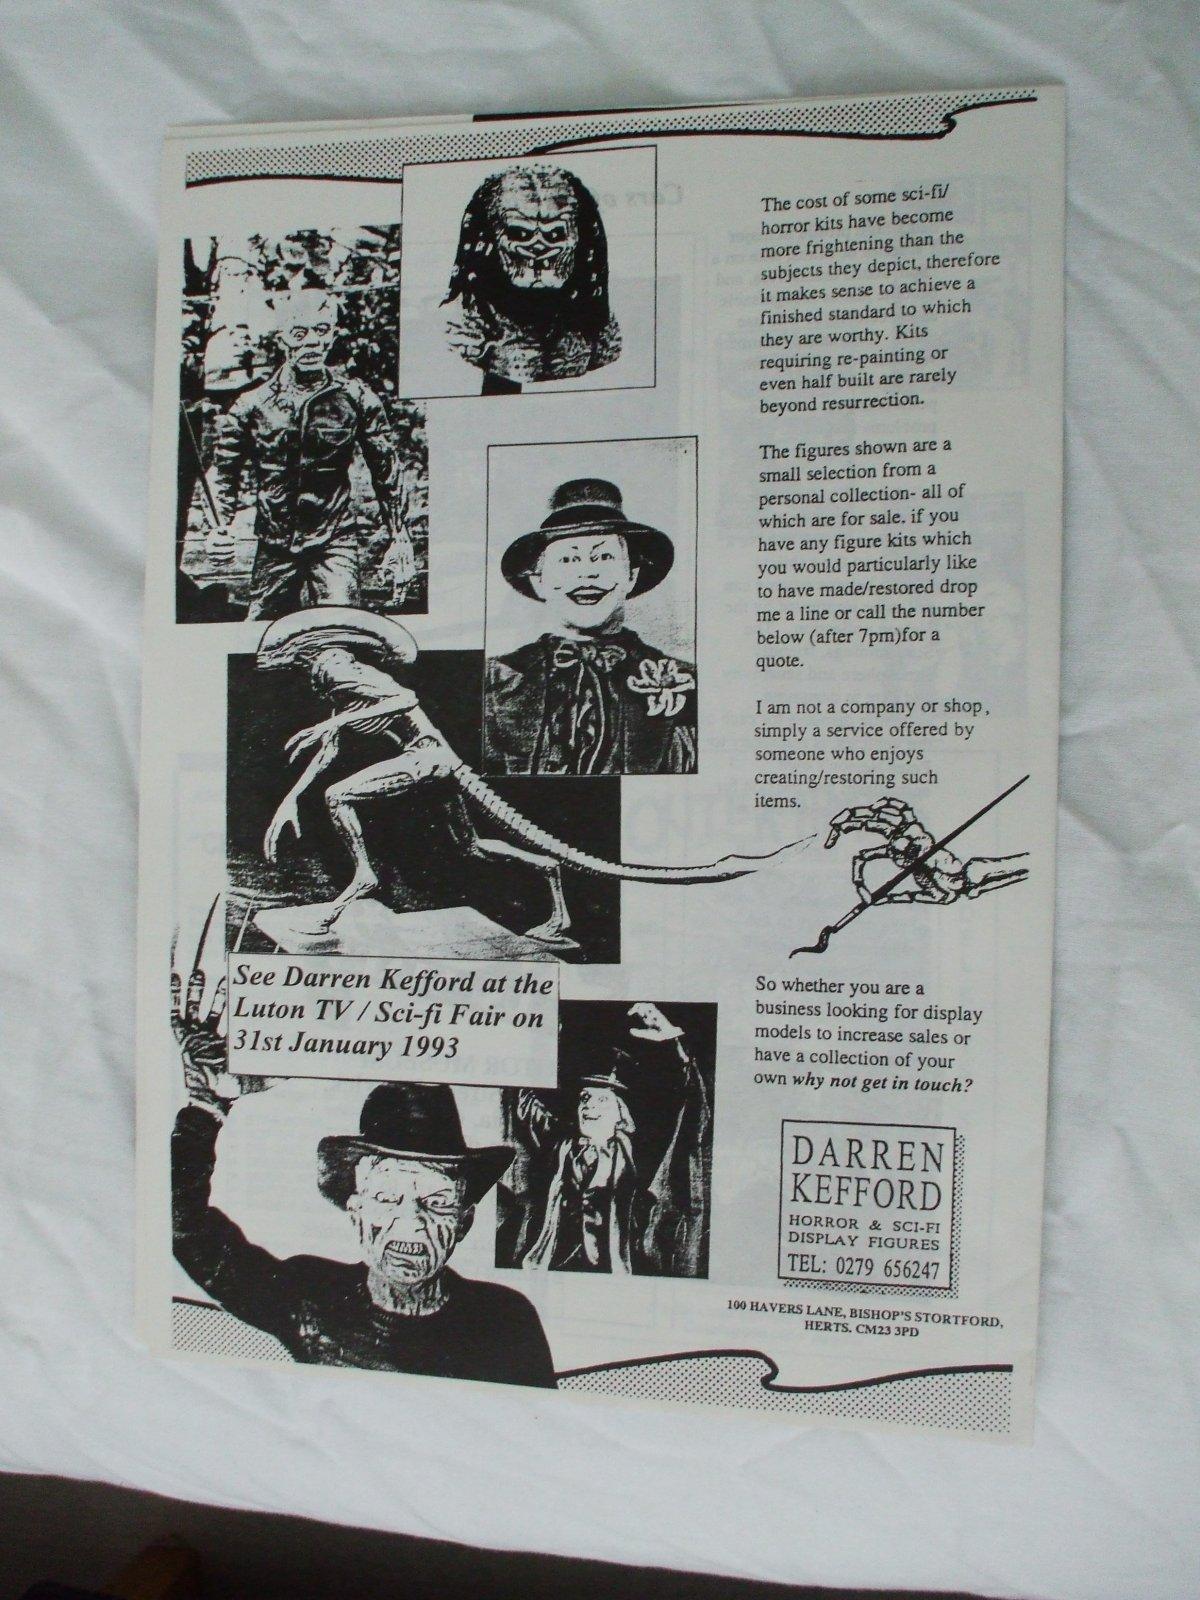 The cost of some sci-fi/
horror kits have become
more frightening than the
subjects they depict, therefore
it makes sense to achieve a
finished standard to which
they are worthy. Kits
requiring re-painting or
even half built are rarely
beyond resurrection.
The figures shown are a
small selection from a
personal collection- all of
which are for sale. if you
have any figure kits which
you would particularly like
to have made/restored drop
me a line or call the number
below (after 7pm)for a
quote.
I am not a company or shop,
simply a service offered by
someone who enjoys
creating/restoring such
items.
See Darren Kefford at the
Luton TV / Sci-fi Fair on
31st January 1993
So whether you are a
business looking for display
models to increase sales or
have a collection of your
own why not get in touch?
DARREN
KEFFORD
HORROR & SCI-FI
DISPLAY FIGURES
TEL: 0279 656247
100 HAVERS LANE, BISHOP'S STORTFORD,
HERTS. CM23 3PD